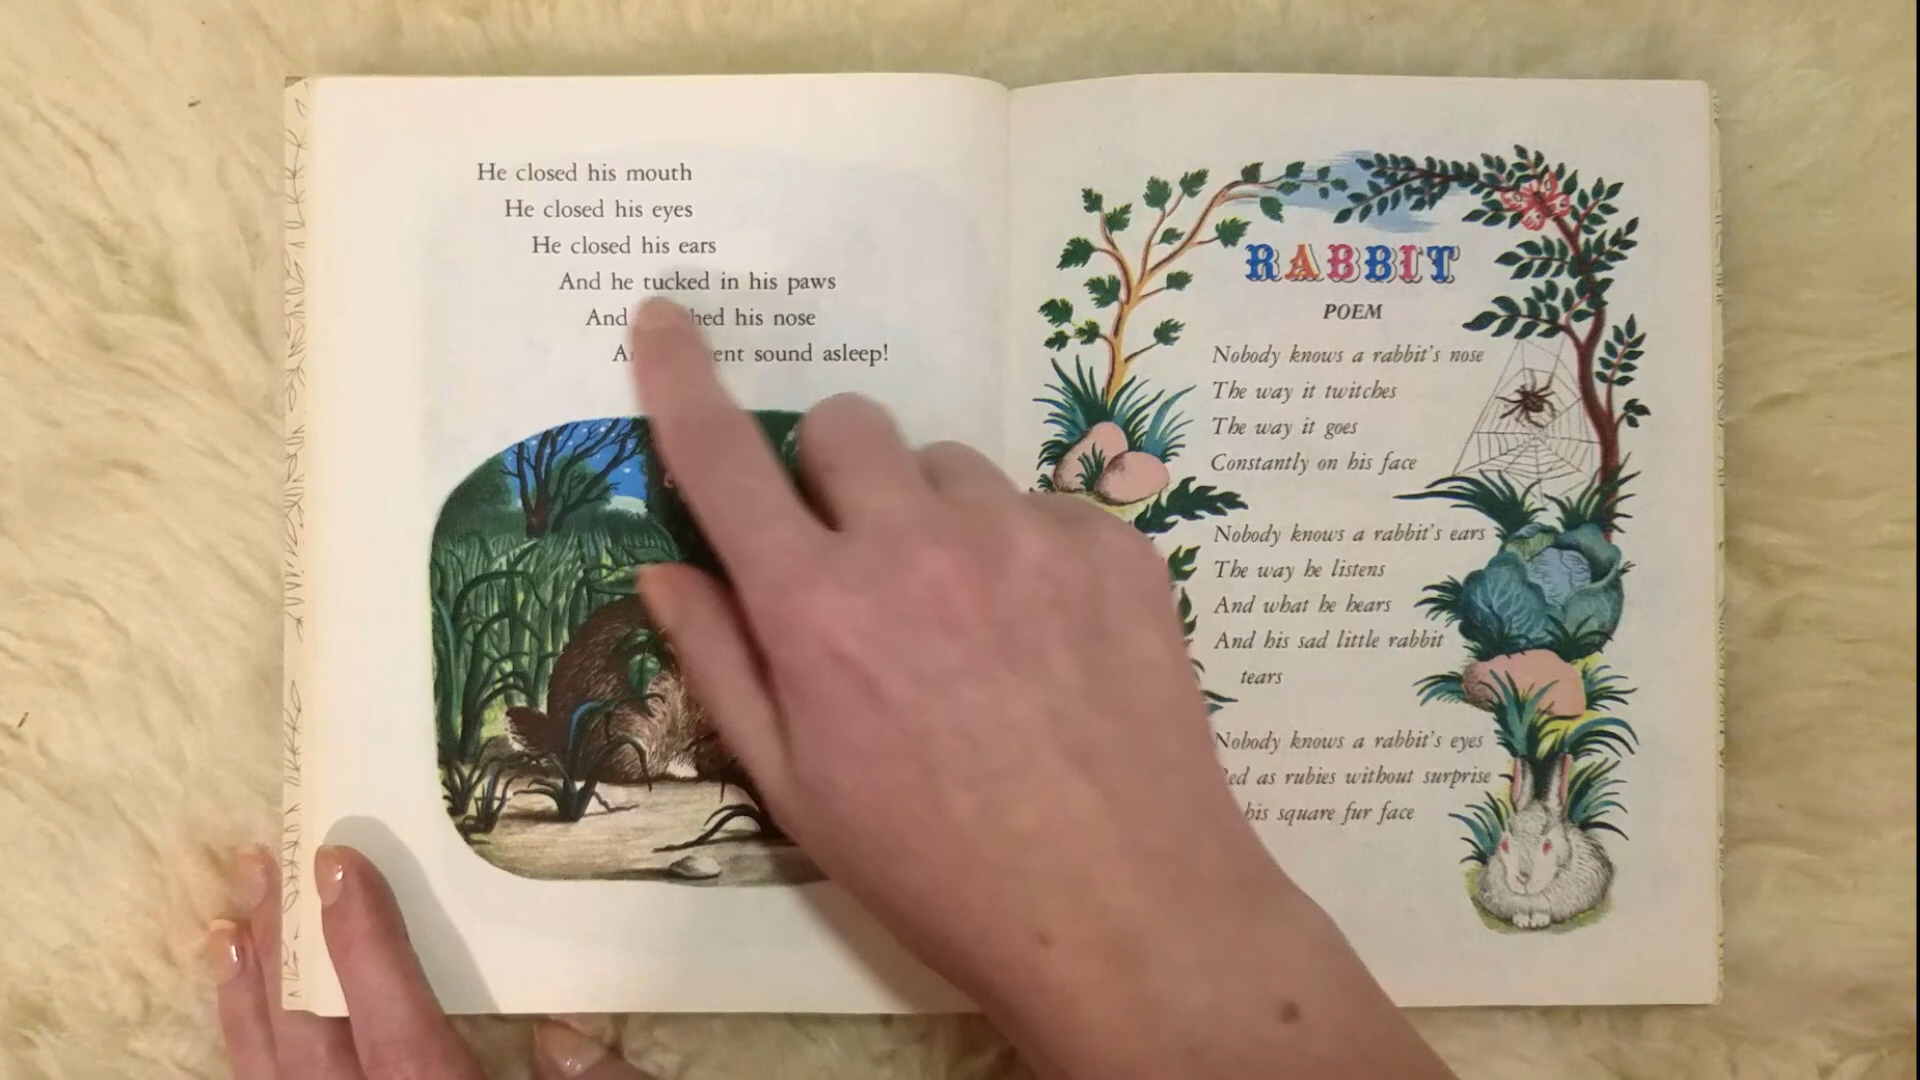 He closed his mouth
He closed his eyes
He closed his ears
And he tucked in his paws
And his nose
sound asleep!
RABBIT
POEM
Nobody knows a rabbit's nose
The way it twitches
The way it goes
Constantly on his face
Nobody knows a rabbit's ears
The way he listens
And what he hears
And his sad little rabbit
tears
Nobody knows a rabbit's eyes
as rubies without surprise
his square fur face